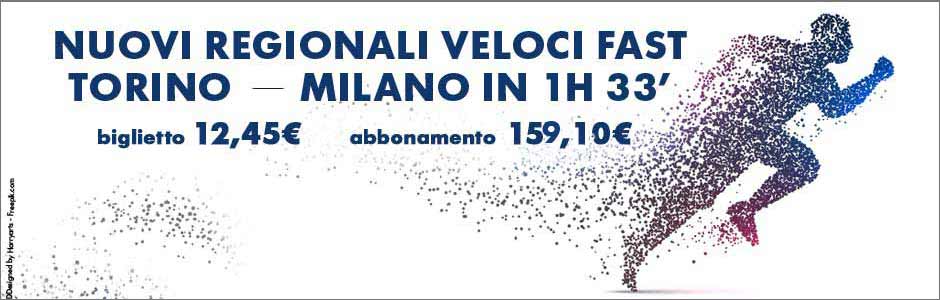 NUOVI REGIONALI VELOCI FAST
TORINO — MILANO IN 1H 33’
biglietto 12,45€ abbonamento 159,10€
DDesigned by Harryarts - Freepik.com